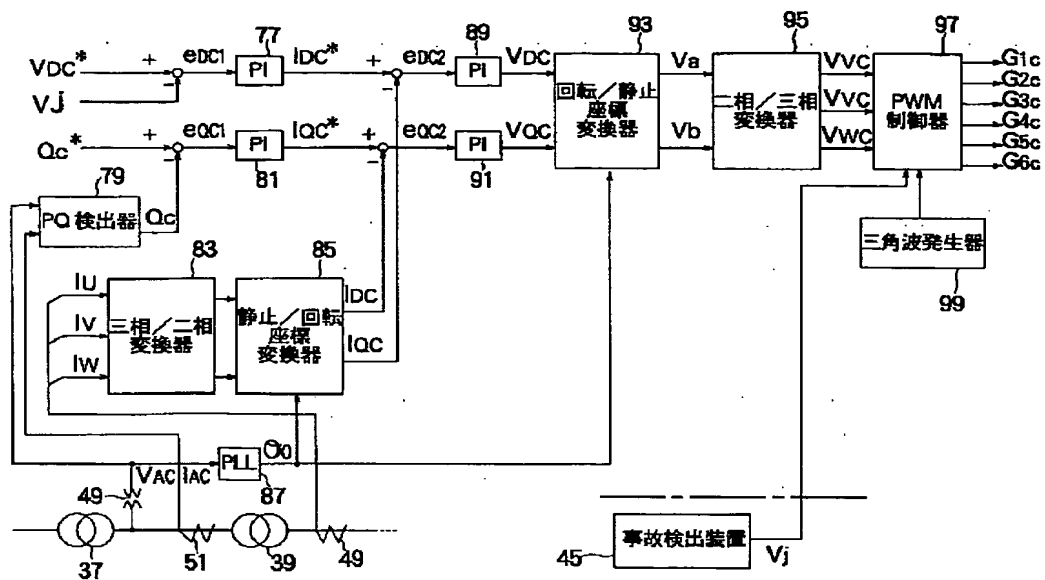 77
89
93
95
97
VDC*
+
−
eDC1
PI
IDC*
+
−
eDC2
PI
VDC
回転／静止
座標
変換器
Va
二相／三相
変換器
VVC
VVC
VWC
PWM
制御器
G1c
G2c
G3c
G4c
G5c
G6c
Vj
Qc*
+
−
eQC1
PI
IQC*
+
−
eQC2
PI
VQC
Vb
81
91
79
PQ 検出器
Qc
三角波発生器
99
83
85
IU
IV
IW
三相／二相
変換器
静止／回転
座標
変換器
IDC
IQC
VAC
IAC
PLL
87
49
37
51
39
49
45
事故検出装置
Vj